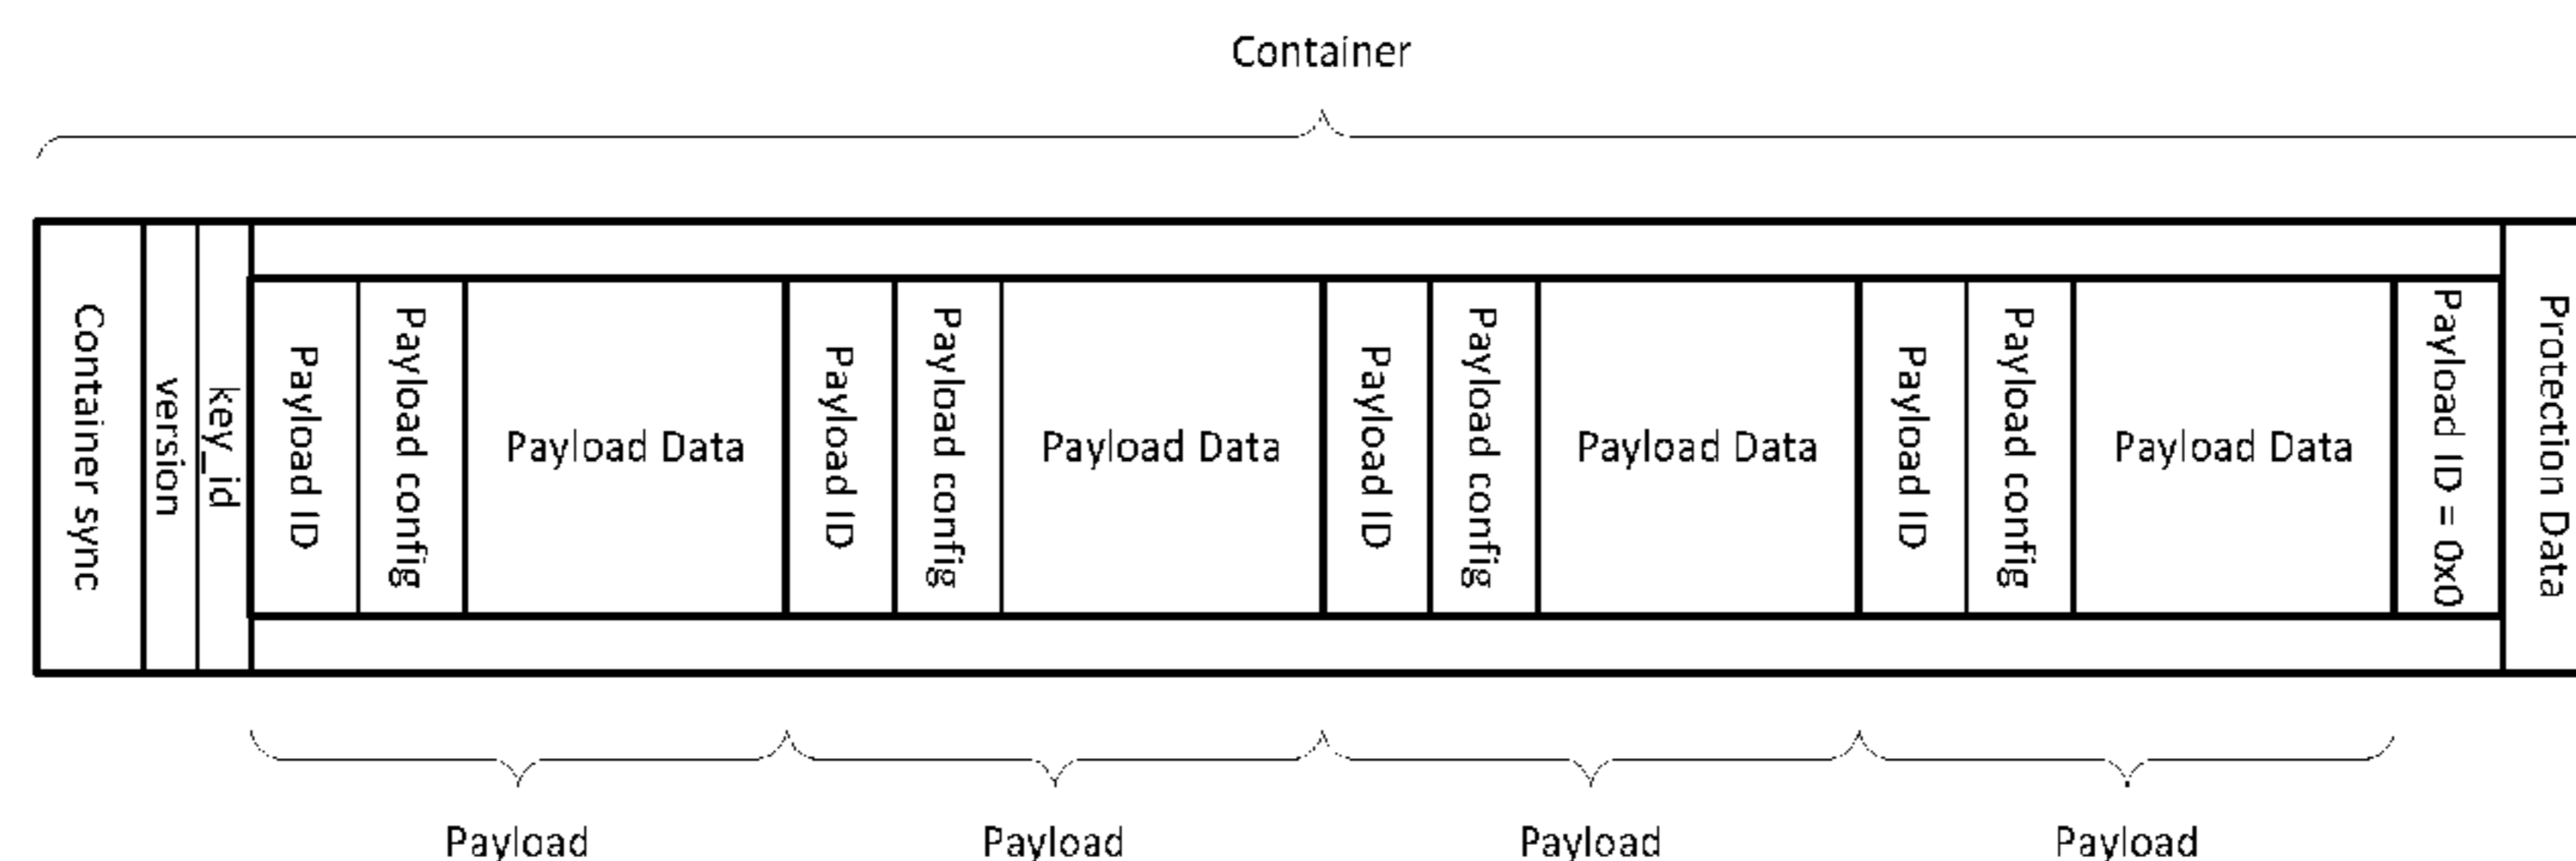 Container
Container sync
version
key_id
Payload ID
Payload config
Payload Data
Payload ID
Payload config
Payload Data
Payload ID
Payload config
Payload Data
Payload ID
Payload config
Payload Data
Payload ID = 0x0
Protection Data
Payload
Payload
Payload
Payload